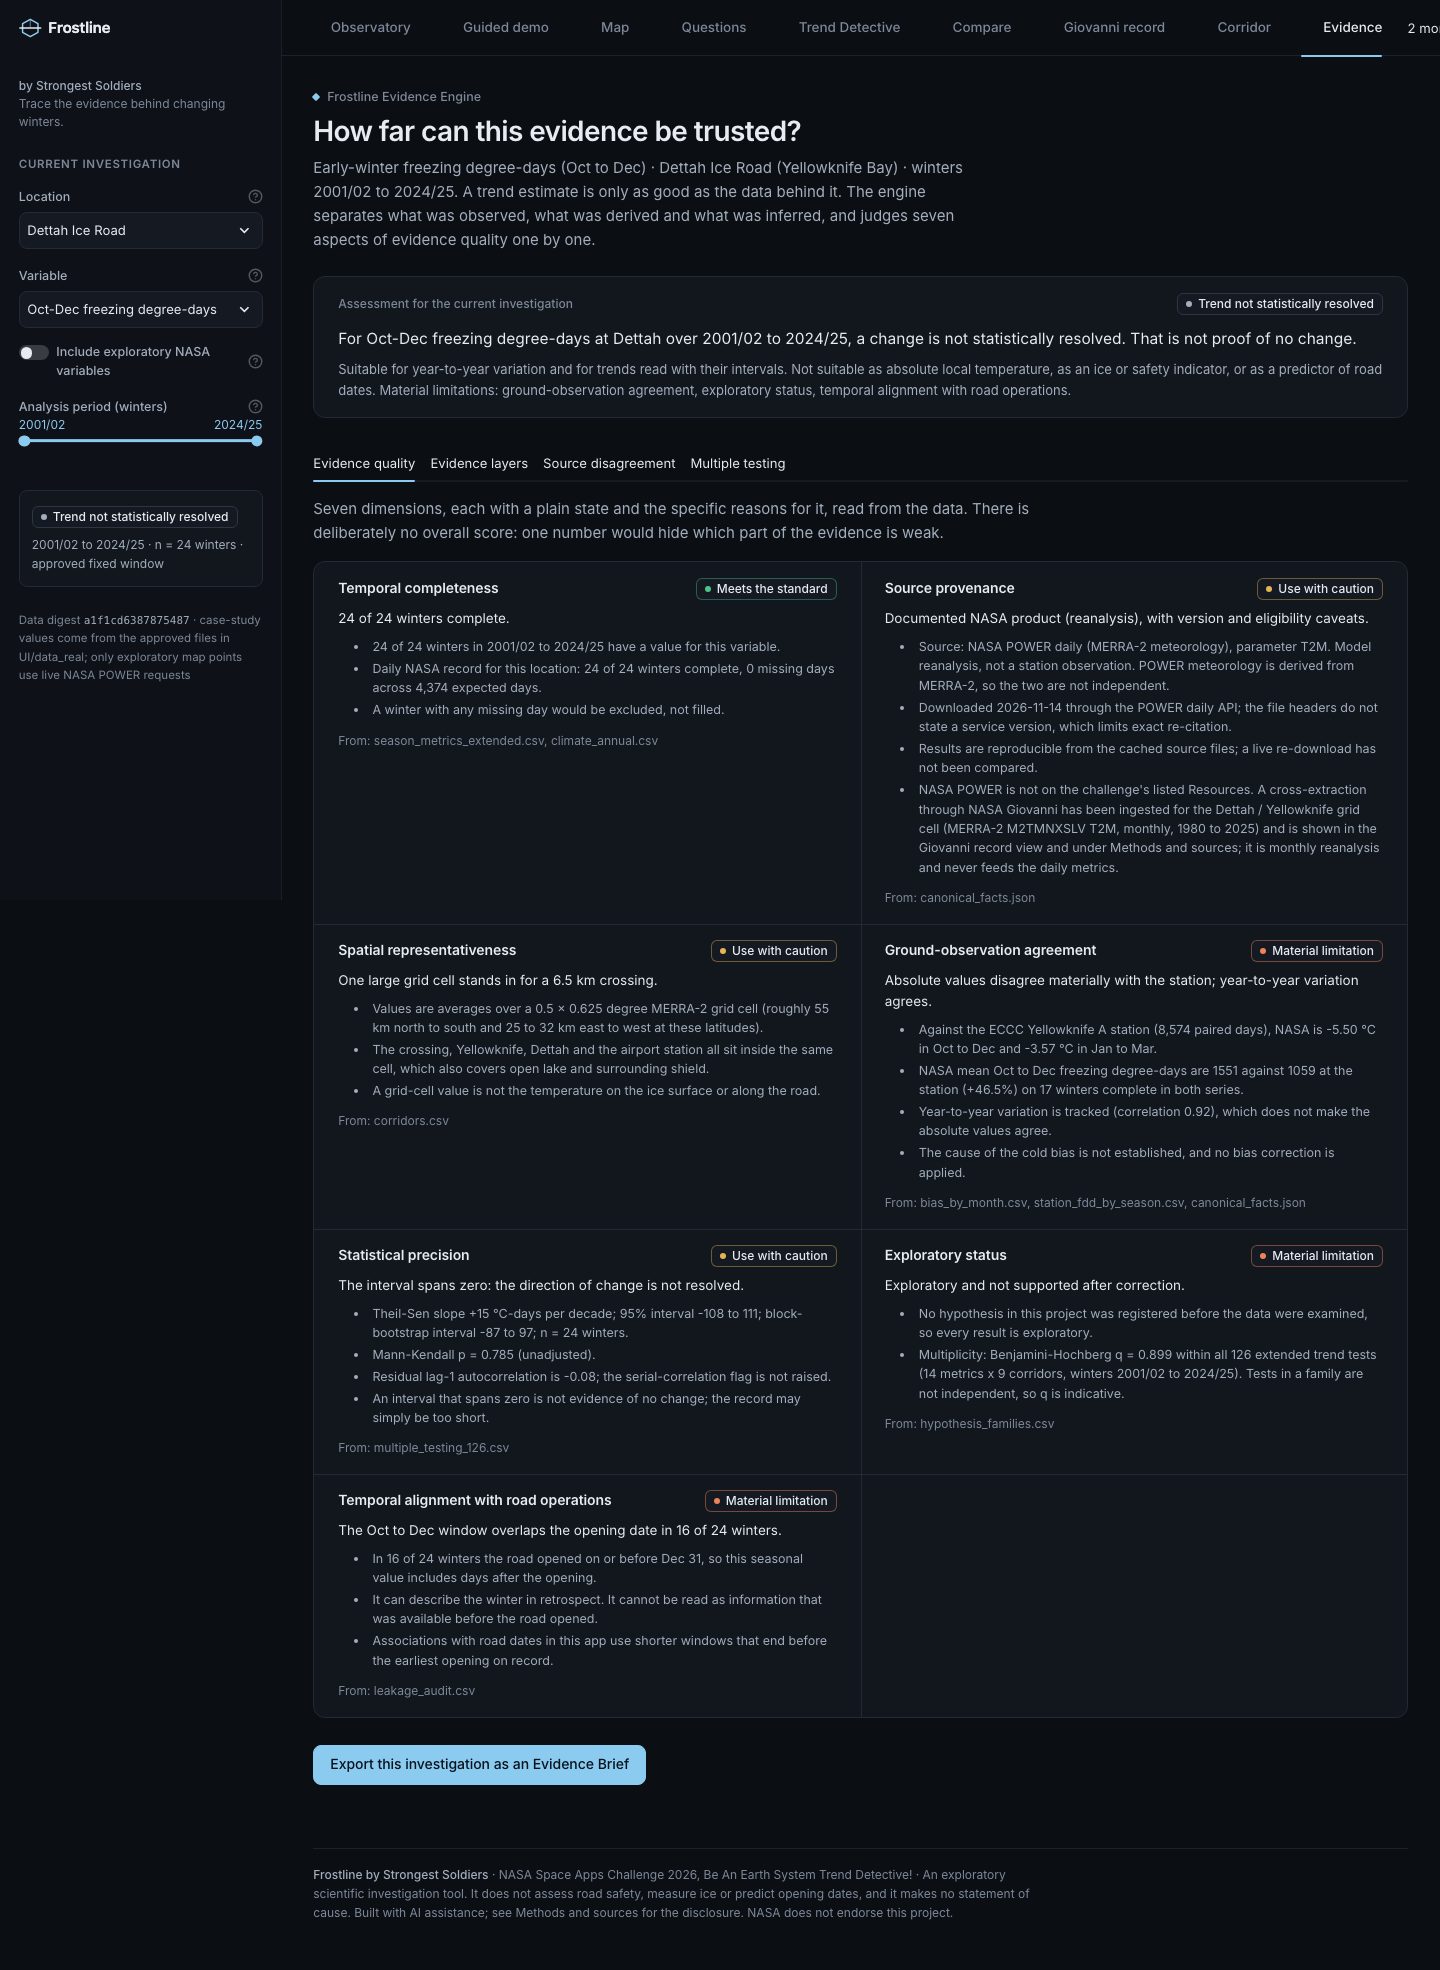 Frostline
by Strongest Soldiers
Trace the evidence behind changing
winters.
CURRENT INVESTIGATION
Location
Dettah Ice Road
Variable
Oct-Dec freezing degree-days
Include exploratory NASA
variables
Analysis period (winters)
2001/02 2024/25
Trend not statistically resolved
2001/02 to 2024/25 · n = 24 winters ·
approved fixed window
Data digest a1f1cd6387875487 · case-study
values come from the approved files in
UI/data_real; only exploratory map points
use live NASA POWER requests
Observatory Guided demo Map Questions Trend Detective Compare Giovanni record Corridor Evidence 2 mo
Frostline Evidence Engine
How far can this evidence be trusted?
Early-winter freezing degree-days (Oct to Dec) · Dettah Ice Road (Yellowknife Bay) · winters
2001/02 to 2024/25. A trend estimate is only as good as the data behind it. The engine
separates what was observed, what was derived and what was inferred, and judges seven
aspects of evidence quality one by one.
Assessment for the current investigation
Trend not statistically resolved
For Oct-Dec freezing degree-days at Dettah over 2001/02 to 2024/25, a change is not statistically resolved. That is not proof of no change.
Suitable for year-to-year variation and for trends read with their intervals. Not suitable as absolute local temperature, as an ice or safety indicator, or as a predictor of road
dates. Material limitations: ground-observation agreement, exploratory status, temporal alignment with road operations.
Evidence quality Evidence layers Source disagreement Multiple testing
Seven dimensions, each with a plain state and the specific reasons for it, read from the data. There is
deliberately no overall score: one number would hide which part of the evidence is weak.
Temporal completeness
Meets the standard
24 of 24 winters complete.
• 24 of 24 winters in 2001/02 to 2024/25 have a value for this variable.
• Daily NASA record for this location: 24 of 24 winters complete, 0 missing days
across 4,374 expected days.
• A winter with any missing day would be excluded, not filled.
From: season_metrics_extended.csv, climate_annual.csv
Source provenance
Use with caution
Documented NASA product (reanalysis), with version and eligibility caveats.
• Source: NASA POWER daily (MERRA-2 meteorology), parameter T2M. Model
reanalysis, not a station observation. POWER meteorology is derived from
MERRA-2, so the two are not independent.
• Downloaded 2026-11-14 through the POWER daily API; the file headers do not
state a service version, which limits exact re-citation.
• Results are reproducible from the cached source files; a live re-download has
not been compared.
• NASA POWER is not on the challenge's listed Resources. A cross-extraction
through NASA Giovanni has been ingested for the Dettah / Yellowknife grid
cell (MERRA-2 M2TMNXSLV T2M, monthly, 1980 to 2025) and is shown in the
Giovanni record view and under Methods and sources; it is monthly reanalysis
and never feeds the daily metrics.
From: canonical_facts.json
Spatial representativeness
Use with caution
One large grid cell stands in for a 6.5 km crossing.
• Values are averages over a 0.5 × 0.625 degree MERRA-2 grid cell (roughly 55
km north to south and 25 to 32 km east to west at these latitudes).
• The crossing, Yellowknife, Dettah and the airport station all sit inside the same
cell, which also covers open lake and surrounding shield.
• A grid-cell value is not the temperature on the ice surface or along the road.
From: corridors.csv
Ground-observation agreement
Material limitation
Absolute values disagree materially with the station; year-to-year variation
agrees.
• Against the ECCC Yellowknife A station (8,574 paired days), NASA is -5.50 °C
in Oct to Dec and -3.57 °C in Jan to Mar.
• NASA mean Oct to Dec freezing degree-days are 1551 against 1059 at the
station (+46.5%) on 17 winters complete in both series.
• Year-to-year variation is tracked (correlation 0.92), which does not make the
absolute values agree.
• The cause of the cold bias is not established, and no bias correction is
applied.
From: bias_by_month.csv, station_fdd_by_season.csv, canonical_facts.json
Statistical precision
Use with caution
The interval spans zero: the direction of change is not resolved.
• Theil-Sen slope +15 °C-days per decade; 95% interval -108 to 111; block-
bootstrap interval -87 to 97; n = 24 winters.
• Mann-Kendall p = 0.785 (unadjusted).
• Residual lag-1 autocorrelation is -0.08; the serial-correlation flag is not raised.
• An interval that spans zero is not evidence of no change; the record may
simply be too short.
From: multiple_testing_126.csv
Exploratory status
Material limitation
Exploratory and not supported after correction.
• No hypothesis in this project was registered before the data were examined,
so every result is exploratory.
• Multiplicity: Benjamini-Hochberg q = 0.899 within all 126 extended trend tests
(14 metrics x 9 corridors, winters 2001/02 to 2024/25). Tests in a family are
not independent, so q is indicative.
From: hypothesis_families.csv
Temporal alignment with road operations
Material limitation
The Oct to Dec window overlaps the opening date in 16 of 24 winters.
• In 16 of 24 winters the road opened on or before Dec 31, so this seasonal
value includes days after the opening.
• It can describe the winter in retrospect. It cannot be read as information that
was available before the road opened.
• Associations with road dates in this app use shorter windows that end before
the earliest opening on record.
From: leakage_audit.csv
Export this investigation as an Evidence Brief
Frostline by Strongest Soldiers · NASA Space Apps Challenge 2026, Be An Earth System Trend Detective! · An exploratory
scientific investigation tool. It does not assess road safety, measure ice or predict opening dates, and it makes no statement of
cause. Built with AI assistance; see Methods and sources for the disclosure. NASA does not endorse this project.